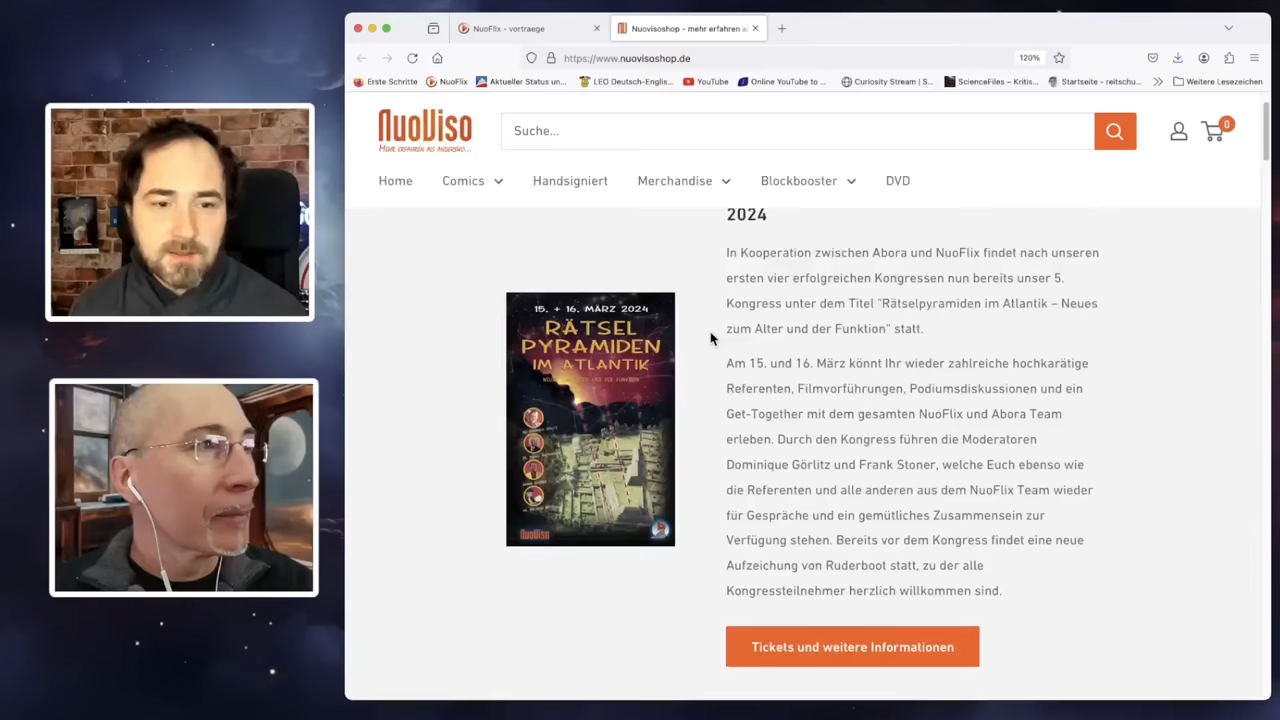 NuoFlix - vortraege
Nuovisoshop - mehr erfahren a
https://www.nuovisoshop.de
120%
Erste Schritte
NuoFlix
Aktueller Status un...
LEO Deutsch-Englis...
YouTube
Online YouTube to ...
Curiosity Stream | S...
ScienceFiles – Kritis...
Startseite - reitschu...
Weitere Lesezeichen
NuoViso
MEHR ERFAHREN ALS ANDERSWO...
Suche...
0
Home
Comics
Handsigniert
Merchandise
Blockbooster
DVD
2024
In Kooperation zwischen Abora und NuoFlix findet nach unseren
ersten vier erfolgreichen Kongressen nun bereits unser 5.
Kongress unter dem Titel "Rätselpyramiden im Atlantik – Neues
zum Alter und der Funktion" statt.
Am 15. und 16. März könnt Ihr wieder zahlreiche hochkarätige
Referenten, Filmvorführungen, Podiumsdiskussionen und ein
Get-Together mit dem gesamten NuoFlix und Abora Team
erleben. Durch den Kongress führen die Moderatoren
Dominique Görlitz und Frank Stoner, welche Euch ebenso wie
die Referenten und alle anderen aus dem NuoFlix Team wieder
für Gespräche und ein gemütliches Zusammensein zur
Verfügung stehen. Bereits vor dem Kongress findet eine neue
Aufzeichung von Ruderboot statt, zu der alle
Kongressteilnehmer herzlich willkommen sind.
Tickets und weitere Informationen
15. + 16. MÄRZ 2024
RÄTSEL
PYRAMIDEN
IM ATLANTIK
NuoViso